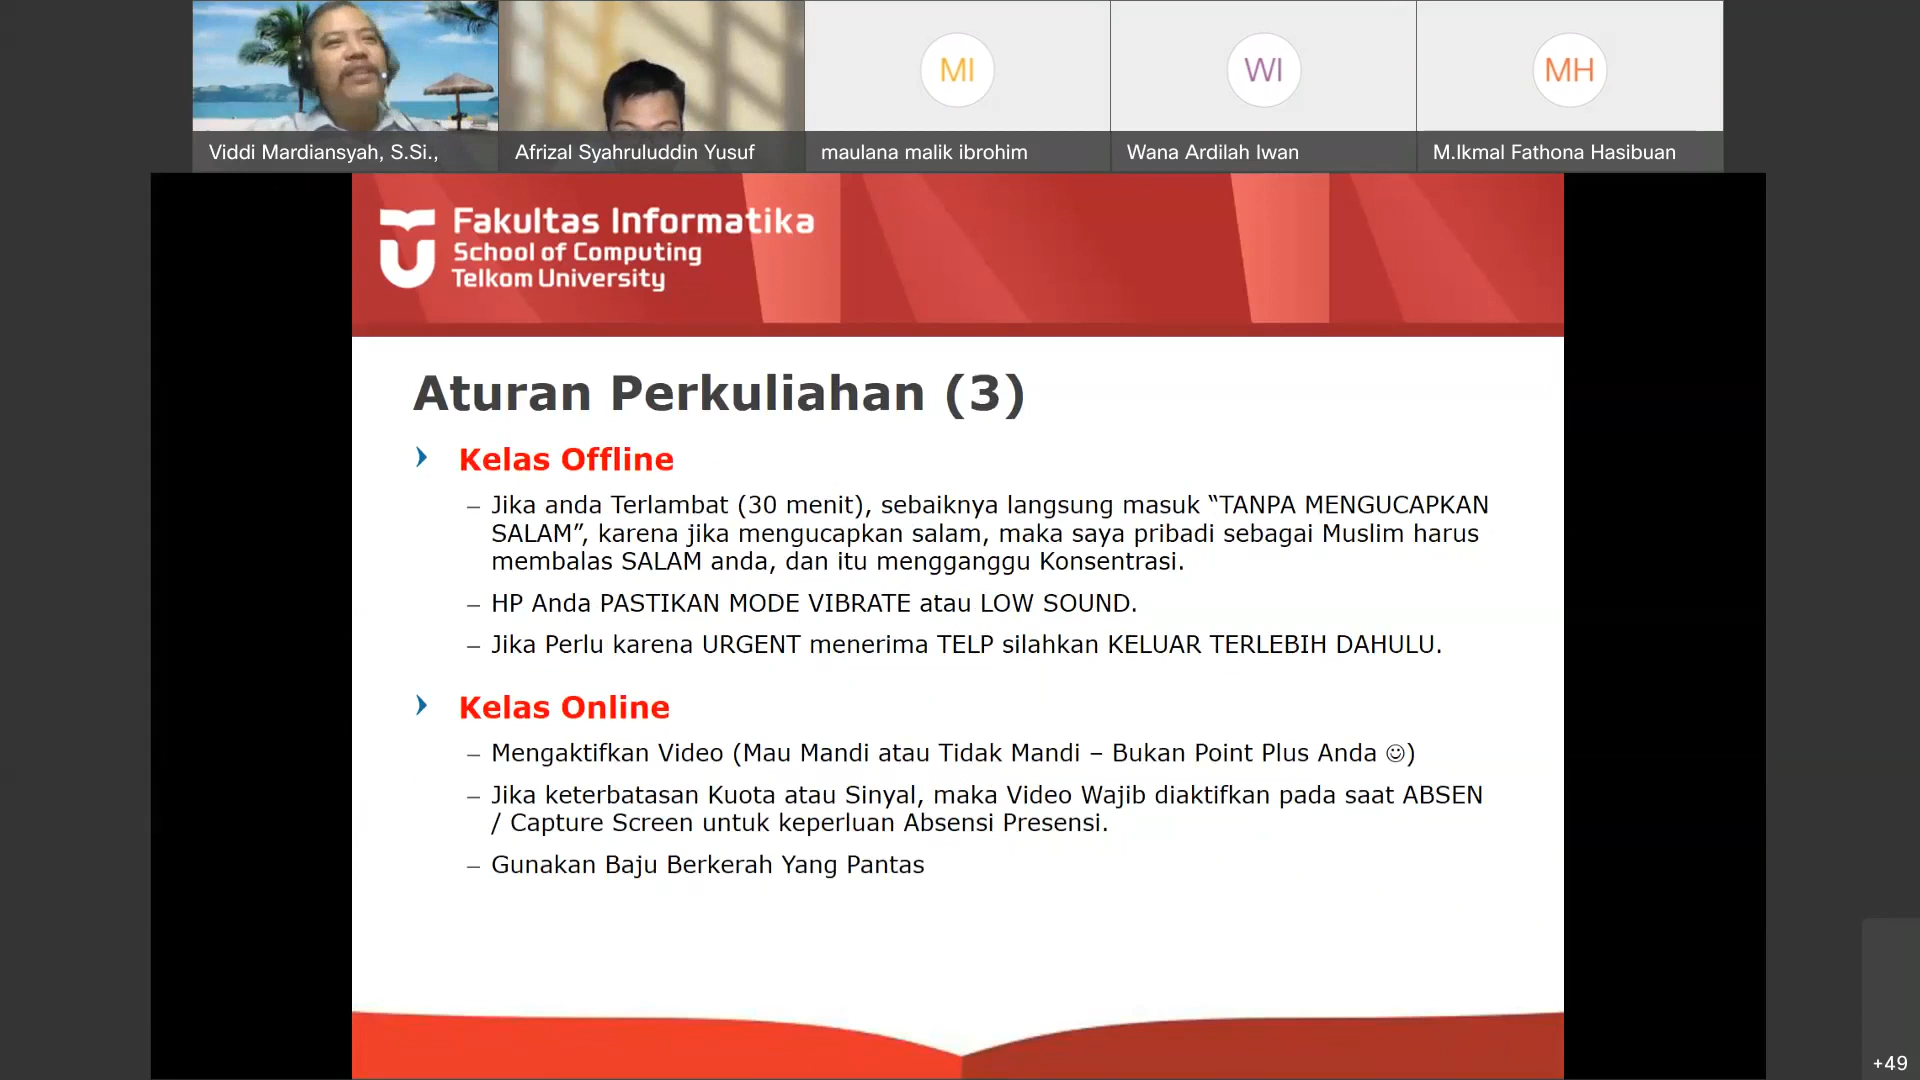 MI
WI
MH
Viddi Mardiansyah, S.Si.,
Afrizal Syahruluddin Yusuf
maulana malik ibrohim
Wana Ardilah Iwan
M.Ikmal Fathona Hasibuan
Fakultas Informatika
School of Computing
Telkom University
Aturan Perkuliahan (3)
Kelas Offline
– Jika anda Terlambat (30 menit), sebaiknya langsung masuk “TANPA MENGUCAPKAN
SALAM”, karena jika mengucapkan salam, maka saya pribadi sebagai Muslim harus
membalas SALAM anda, dan itu mengganggu Konsentrasi.
– HP Anda PASTIKAN MODE VIBRATE atau LOW SOUND.
– Jika Perlu karena URGENT menerima TELP silahkan KELUAR TERLEBIH DAHULU.
Kelas Online
– Mengaktifkan Video (Mau Mandi atau Tidak Mandi – Bukan Point Plus Anda ☺)
– Jika keterbatasan Kuota atau Sinyal, maka Video Wajib diaktifkan pada saat ABSEN
/ Capture Screen untuk keperluan Absensi Presensi.
– Gunakan Baju Berkerah Yang Pantas
+49